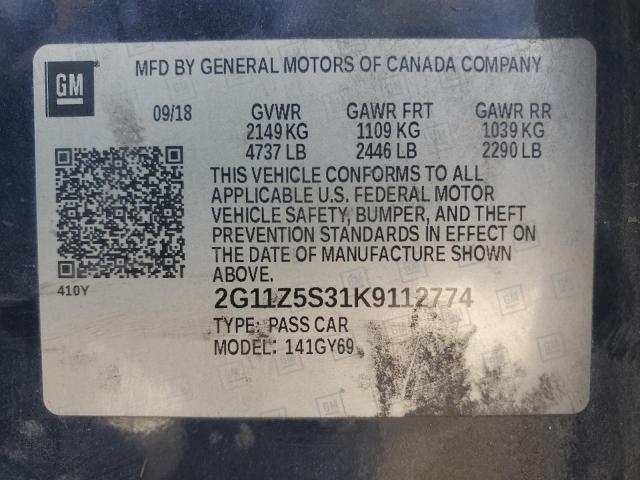 GM
MFD BY GENERAL MOTORS OF CANADA COMPANY
09/18 GVWR GAWR FRT GAWR RR
2149 KG 1109 KG 1039 KG
4737 LB 2446 LB 2290 LB
THIS VEHICLE CONFORMS TO ALL
APPLICABLE U.S. FEDERAL MOTOR
VEHICLE SAFETY, BUMPER, AND THEFT
PREVENTION STANDARDS IN EFFECT ON
THE DATE OF MANUFACTURE SHOWN
ABOVE.
410Y
2G11Z5S31K9112774
TYPE: PASS CAR
MODEL: 141GY69